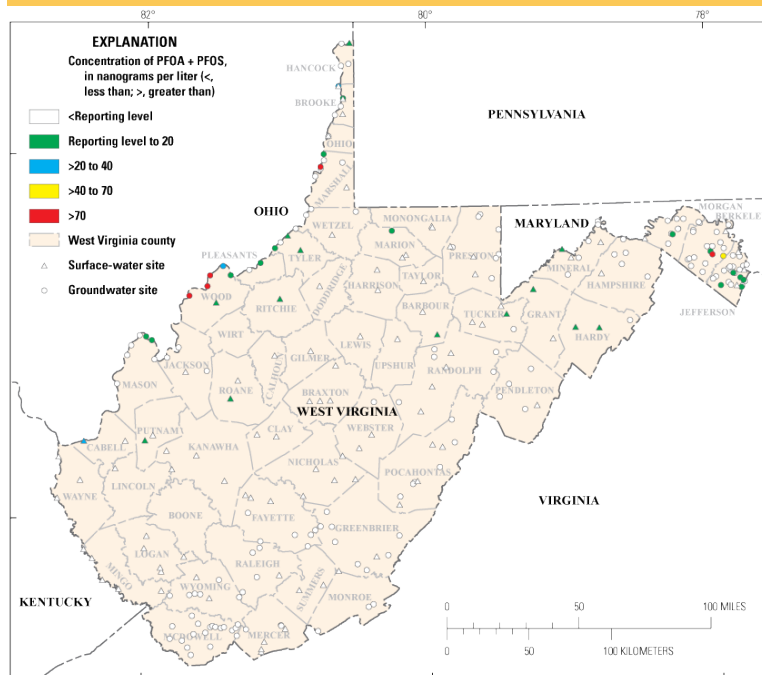 82°
80°
78°
EXPLANATION
Concentration of PFOA + PFOS,
in nanograms per liter (<,
less than; >, greater than)
<Reporting level
Reporting level to 20
>20 to 40
>40 to 70
>70
West Virginia county
Surface-water site
Groundwater site
HANCOCK
BROOKE
OHIO
MARSHALL
PENNSYLVANIA
OHIO
MARYLAND
MORGAN
BERKELEY
WETZEL
MONONGALIA
MARION
PRESTON
PLEASANTS
TYLER
MINERAL
HAMPSHIRE
DODDRIDGE
HARRISON
TAYLOR
WOOD
RITCHIE
BARBOUR
TUCKER
GRANT
JEFFERSON
WIRT
HARDY
LEWIS
GILMER
CALHOUN
UPSHUR
JACKSON
RANDOLPH
MASON
ROANE
BRAXTON
PENDLETON
WEST VIRGINIA
PUTNAM
CLAY
WEBSTER
CABELL
KANAWHA
NICHOLAS
POCAHONTAS
LINCOLN
WAYNE
VIRGINIA
BOONE
FAYETTE
GREENBRIER
LOGAN
RALEIGH
MINGO
WYOMING
SUMMERS
MONROE
KENTUCKY
MCDOWELL
MERCER
0
50
100 MILES
0
50
100 KILOMETERS